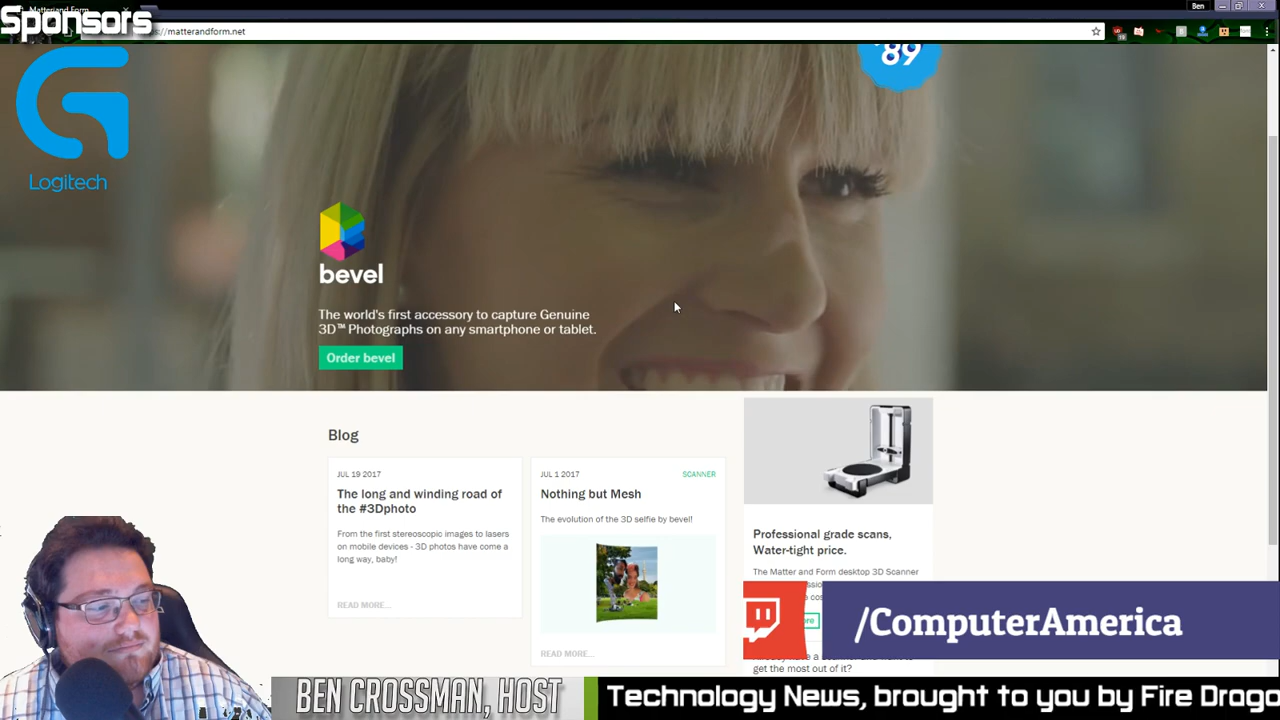 Sponsors
Ben
matterandform.net
Logitech
89
bevel
The world's first accessory to capture Genuine
3D™ Photographs on any smartphone or tablet.
Order bevel
Blog
JUL 19 2017
The long and winding road of
the #3Dphoto
From the first stereoscopic images to lasers
on mobile devices - 3D photos have come a
long way, baby!
READ MORE...
JUL 1 2017
SCANNER
Nothing but Mesh
The evolution of the 3D selfie by bevel!
READ MORE...
Professional grade scans,
Water-tight price.
The Matter and Form desktop 3D Scanner
get the most out of it?
/ComputerAmerica
BEN CROSSMAN, HOST
Technology News, brought to you by Fire Drago